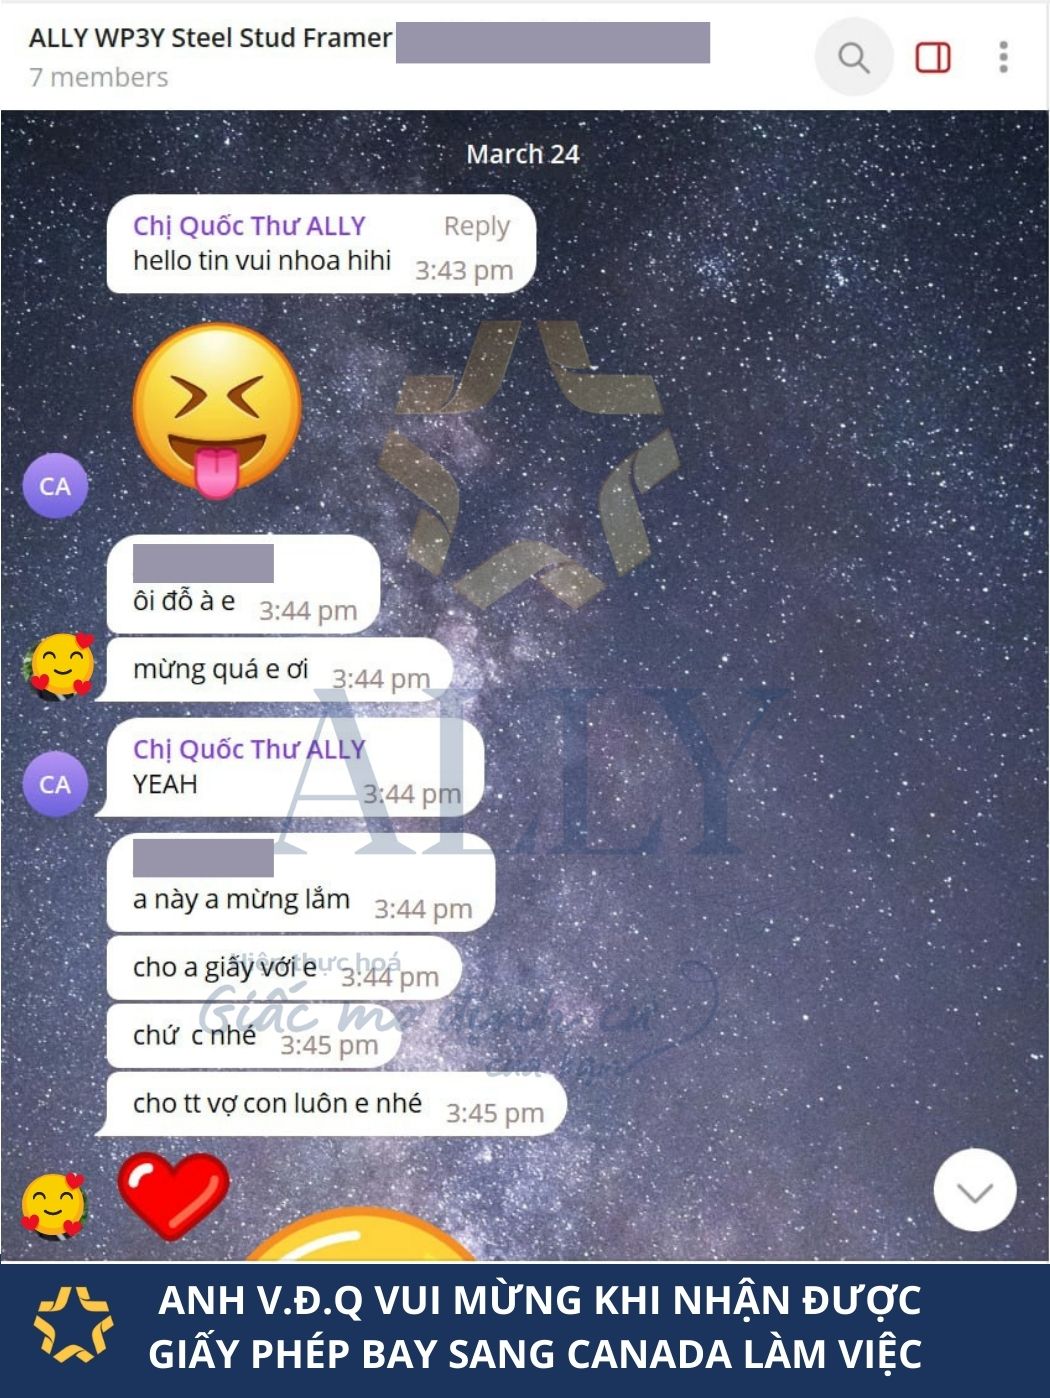 ALLY WP3Y Steel Stud Framer
7 members
March 24
Chị Quốc Thư ALLY Reply
hello tin vui nhoa hihi 3:43 pm
CA
ôi đỗ à e 3:44 pm
mừng quá e ơi 3:44 pm
Chị Quốc Thư ALLY
CA
YEAH 3:44 pm
ALLY
a này a mừng lắm 3:44 pm
Hiện thực hoá
cho a giấy với e 3:44 pm
Giấc mơ định cư
chứ c nhé 3:45 pm
của bạn
cho tt vợ con luôn e nhé 3:45 pm
ANH V.Đ.Q VUI MỪNG KHI NHẬN ĐƯỢC
GIẤY PHÉP BAY SANG CANADA LÀM VIỆC